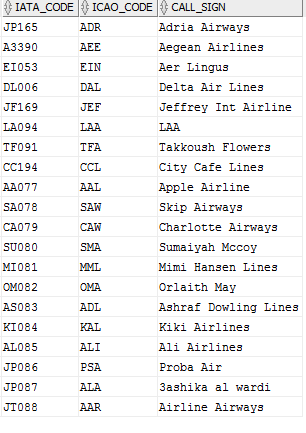 IATA_CODE ICAO_CODE CALL_SIGN
JP165 ADR Adria Airways
A3390 AEE Aegean Airlines
EI053 EIN Aer Lingus
DL006 DAL Delta Air Lines
JF169 JEF Jeffrey Int Airline
LA094 LAA LAA
TF091 TFA Takkoush Flowers
CC194 CCL City Cafe Lines
AA077 AAL Apple Airline
SA078 SAW Skip Airways
CA079 CAW Charlotte Airways
SU080 SMA Sumaiyah Mccoy
MI081 MML Mimi Hansen Lines
OM082 OMA Orlaith May
AS083 ADL Ashraf Dowling Lines
KI084 KAL Kiki Airlines
AL085 ALI Ali Airlines
JP086 PSA Proba Air
JP087 ALA 3ashika al wardi
JT088 AAR Airline Airways